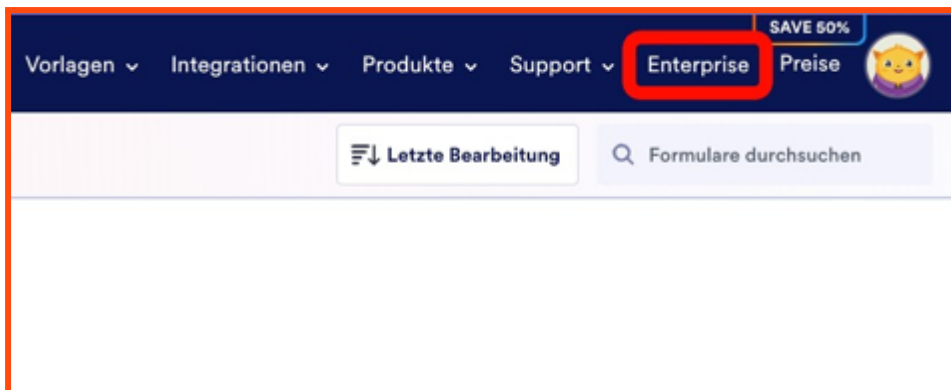 SAVE 50%
Vorlagen Integrationen Produkte Support Enterprise Preise
Letzte Bearbeitung Formulare durchsuchen